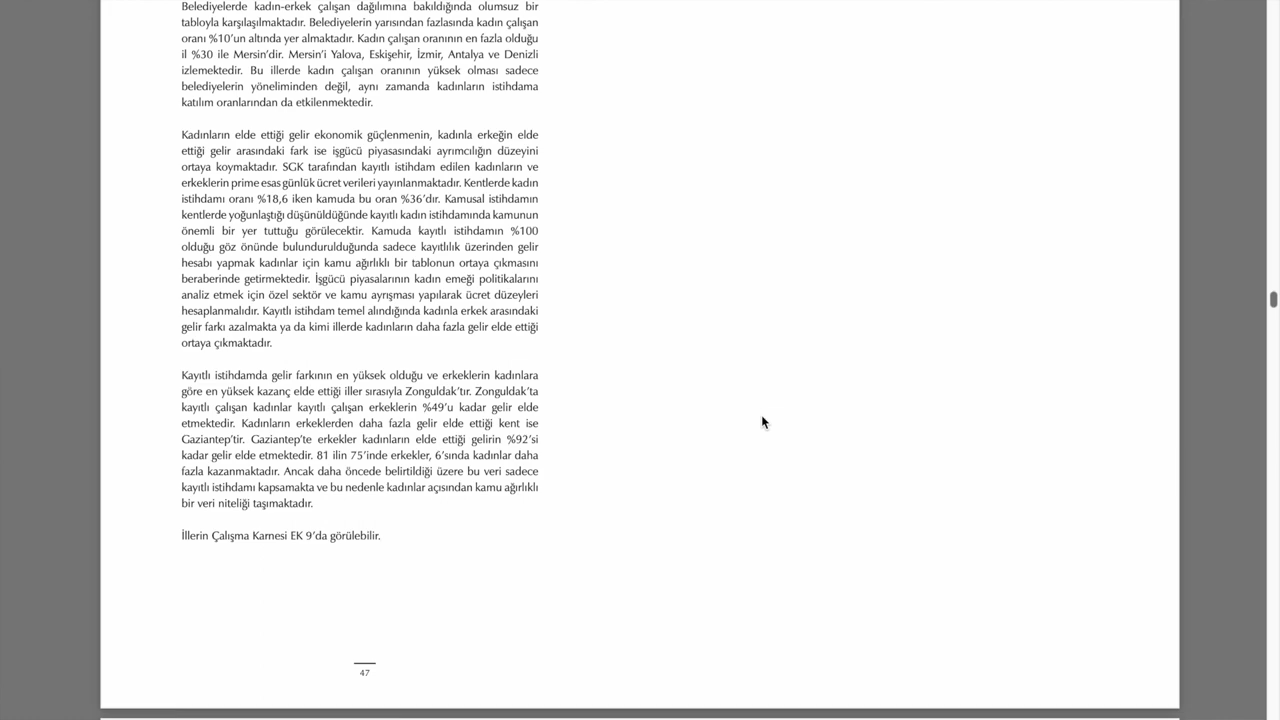 Belediyelerde kadın-erkek çalışan dağılımına bakıldığında olumsuz bir
tabloyla karşılaşılmaktadır. Belediyelerin yarısından fazlasında kadın çalışan
oranı %10’un altında yer almaktadır. Kadın çalışan oranının en fazla olduğu
il %30 ile Mersin’dir. Mersin’i Yalova, Eskişehir, İzmir, Antalya ve Denizli
izlemektedir. Bu illerde kadın çalışan oranının yüksek olması sadece
belediyelerin yöneliminden değil, aynı zamanda kadınların istihdama
katılım oranlarından da etkilenmektedir.
Kadınların elde ettiği gelir ekonomik güçlenmenin, kadınla erkeğin elde
ettiği gelir arasındaki fark ise işgücü piyasasındaki ayrımcılığın düzeyini
ortaya koymaktadır. SGK tarafından kayıtlı istihdam edilen kadınların ve
erkeklerin prime esas günlük ücret verileri yayınlanmaktadır. Kentlerde kadın
istihdamı oranı %18,6 iken kamuda bu oran %36’dır. Kamusal istihdamın
kentlerde yoğunlaştığı düşünüldüğünde kayıtlı kadın istihdamında kamunun
önemli bir yer tuttuğu görülecektir. Kamuda kayıtlı istihdamın %100
olduğu göz önünde bulundurulduğunda sadece kayıtlılık üzerinden gelir
hesabı yapmak kadınlar için kamu ağırlıklı bir tablonun ortaya çıkmasını
beraberinde getirmektedir. İşgücü piyasalarının kadın emeği politikalarını
analiz etmek için özel sektör ve kamu ayrışması yapılarak ücret düzeyleri
hesaplanmalıdır. Kayıtlı istihdam temel alındığında kadınla erkek arasındaki
gelir farkı azalmakta ya da kimi illerde kadınların daha fazla gelir elde ettiği
ortaya çıkmaktadır.
Kayıtlı istihdamda gelir farkının en yüksek olduğu ve erkeklerin kadınlara
göre en yüksek kazanç elde ettiği iller sırasıyla Zonguldak’tır. Zonguldak’ta
kayıtlı çalışan kadınlar kayıtlı çalışan erkeklerin %49’u kadar gelir elde
etmektedir. Kadınların erkeklerden daha fazla gelir elde ettiği kent ise
Gaziantep’tir. Gaziantep’te erkekler kadınların elde ettiği gelirin %92’si
kadar gelir elde etmektedir. 81 ilin 75’inde erkekler, 6’sında kadınlar daha
fazla kazanmaktadır. Ancak daha öncede belirtildiği üzere bu veri sadece
kayıtlı istihdamı kapsamakta ve bu nedenle kadınlar açısından kamu ağırlıklı
bir veri niteliği taşımaktadır.
İllerin Çalışma Karnesi EK 9’da görülebilir.
47